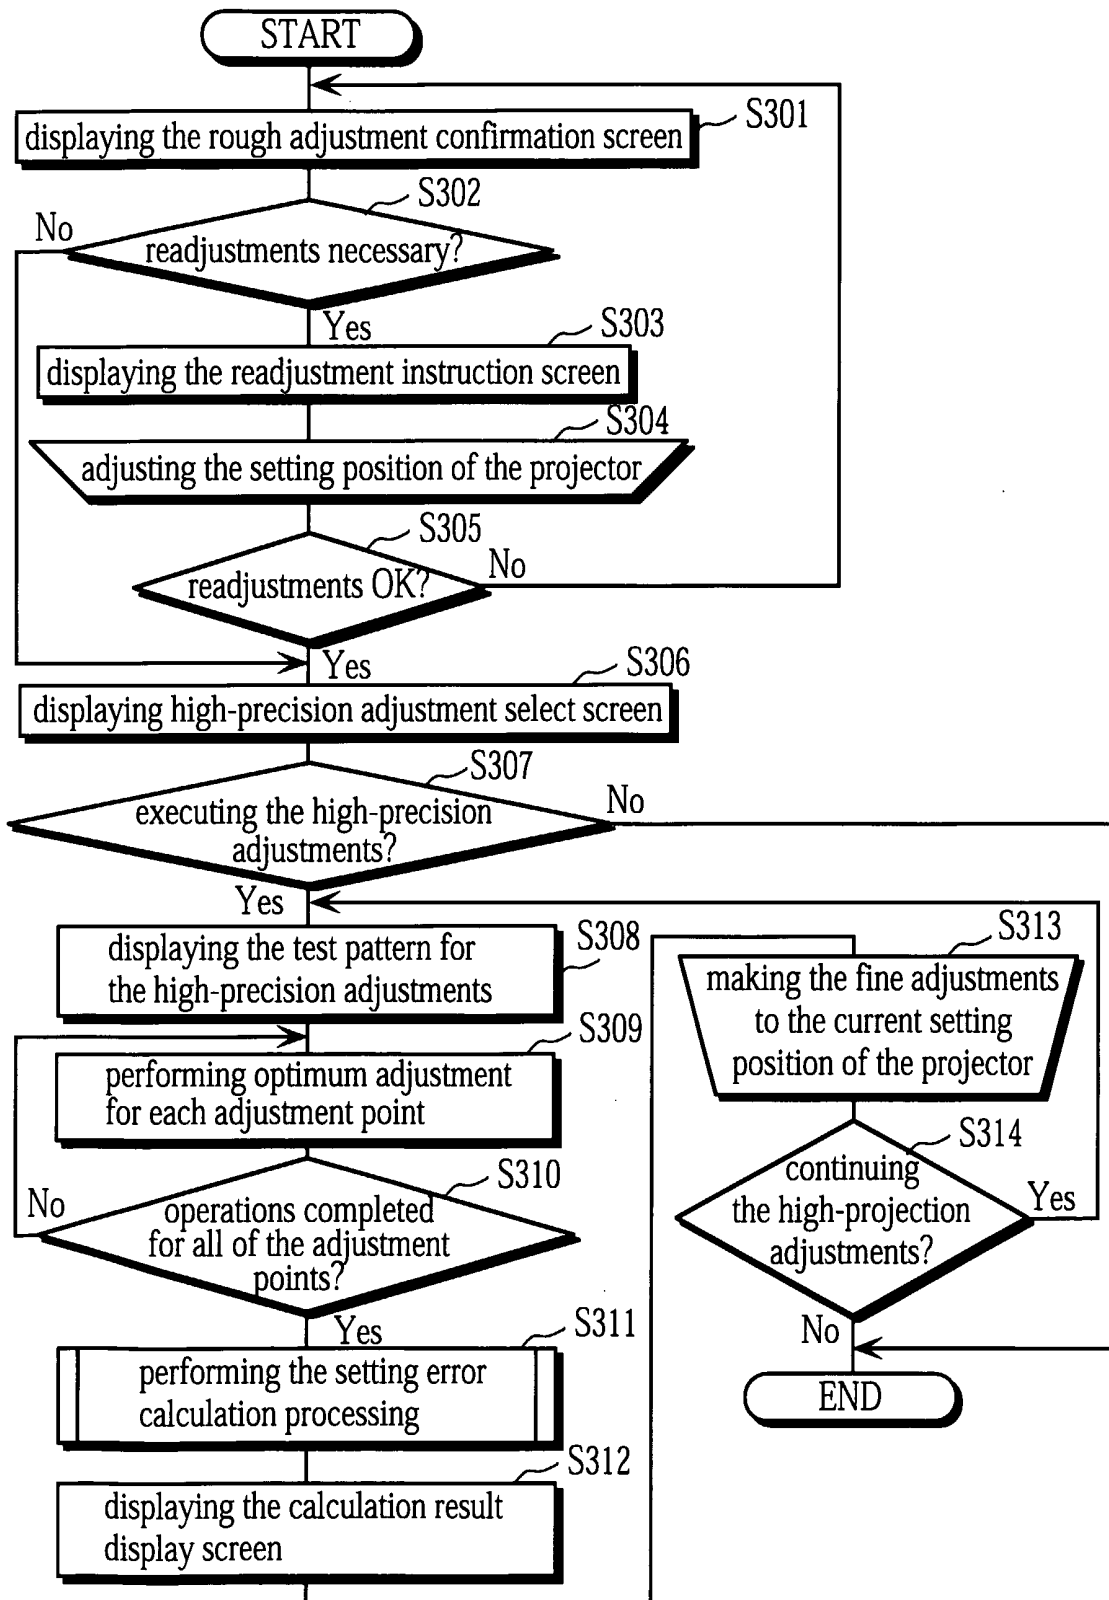 START
S301
displaying the rough adjustment confirmation screen
S302
No
readjustments necessary?
Yes
S303
displaying the readjustment instruction screen
S304
adjusting the setting position of the projector
S305
No
readjustments OK?
Yes
S306
displaying high-precision adjustment select screen
S307
No
executing the high-precision
adjustments?
Yes
S308
displaying the test pattern for
the high-precision adjustments
S309
performing optimum adjustment
for each adjustment point
S310
No
operations completed
for all of the adjustment
points?
Yes
S311
performing the setting error
calculation processing
S312
displaying the calculation result
display screen
S313
making the fine adjustments
to the current setting
position of the projector
S314
continuing
the high-projection
adjustments?
Yes
No
END